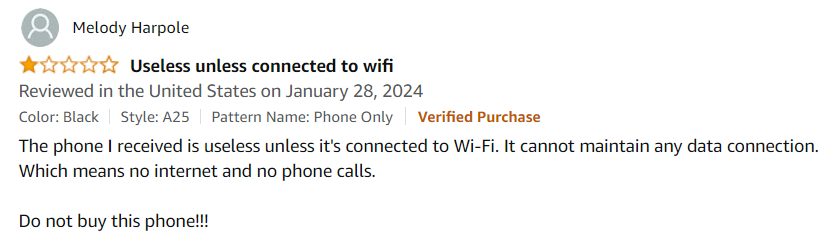 Melody Harpole
Useless unless connected to wifi
Reviewed in the United States on January 28, 2024
Color: Black Style: A25 Pattern Name: Phone Only Verified Purchase
The phone I received is useless unless it's connected to Wi-Fi. It cannot maintain any data connection.
Which means no internet and no phone calls.
Do not buy this phone!!!